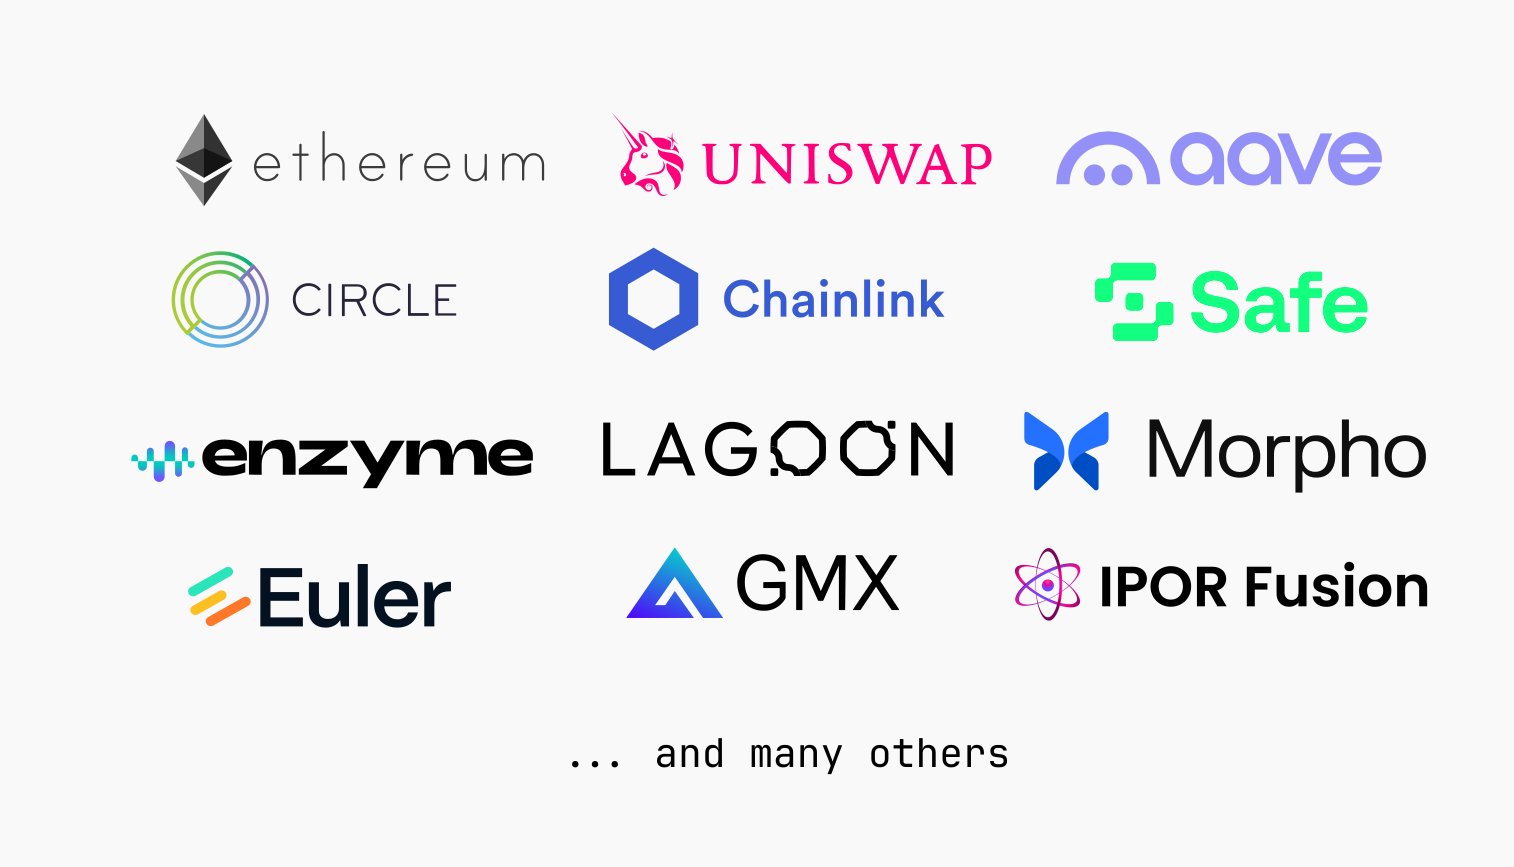 ethereum
UNISWAP
aave
CIRCLE
Chainlink
Safe
enzyme
LAGOON
Morpho
Euler
GMX
IPOR Fusion
... and many others